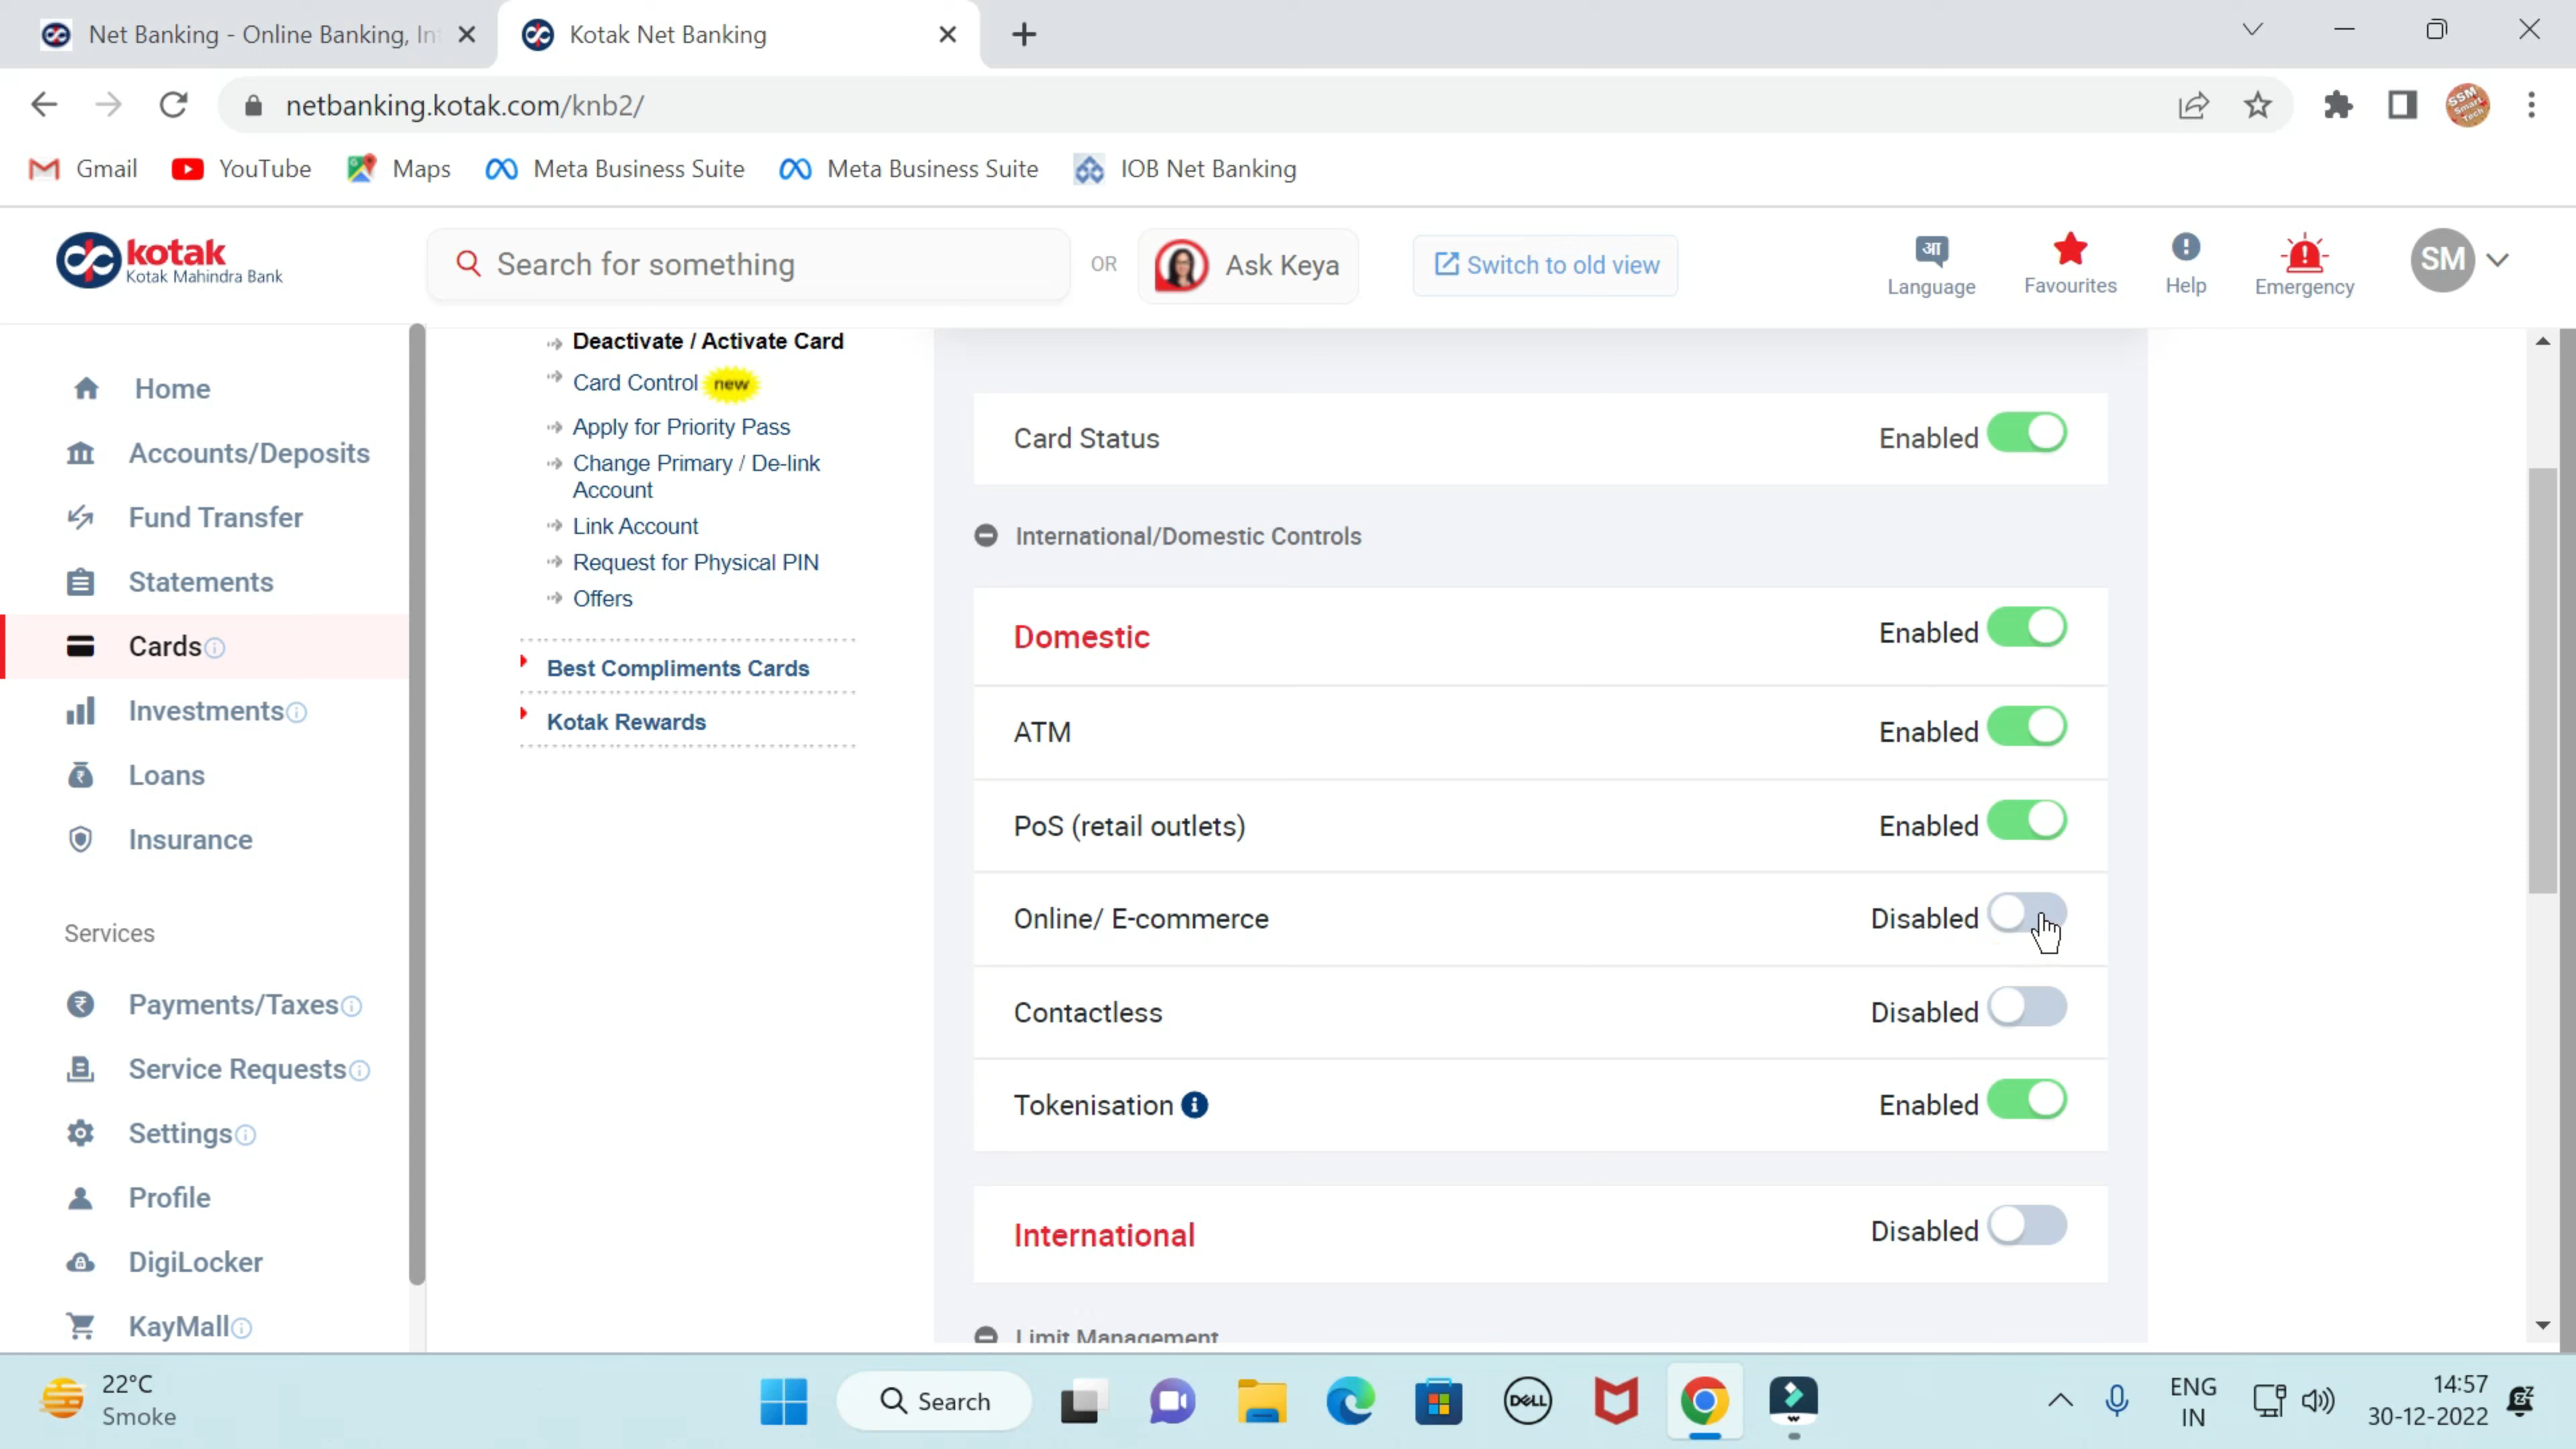 Net Banking - Online Banking, In
Kotak Net Banking
netbanking.kotak.com/knb2/
SSM Smart Tech
Gmail
YouTube
Maps
Meta Business Suite
Meta Business Suite
IOB Net Banking
kotak
Kotak Mahindra Bank
Search for something
OR
Ask Keya
Switch to old view
आ
Language
Favourites
Help
Emergency
SM
Home
Accounts/Deposits
Fund Transfer
Statements
Cards
Investments
Loans
Insurance
Services
Payments/Taxes
Service Requests
Settings
Profile
DigiLocker
KayMall
Deactivate / Activate Card
Card Control new
Apply for Priority Pass
Change Primary / De-link
Account
Link Account
Request for Physical PIN
Offers
Best Compliments Cards
Kotak Rewards
Card Status Enabled
International/Domestic Controls
Domestic Enabled
ATM Enabled
PoS (retail outlets) Enabled
Online/ E-commerce Disabled
Contactless Disabled
Tokenisation Enabled
International Disabled
Limit Management
22°C
Smoke
Search
DELL
ENG
IN
14:57
30-12-2022